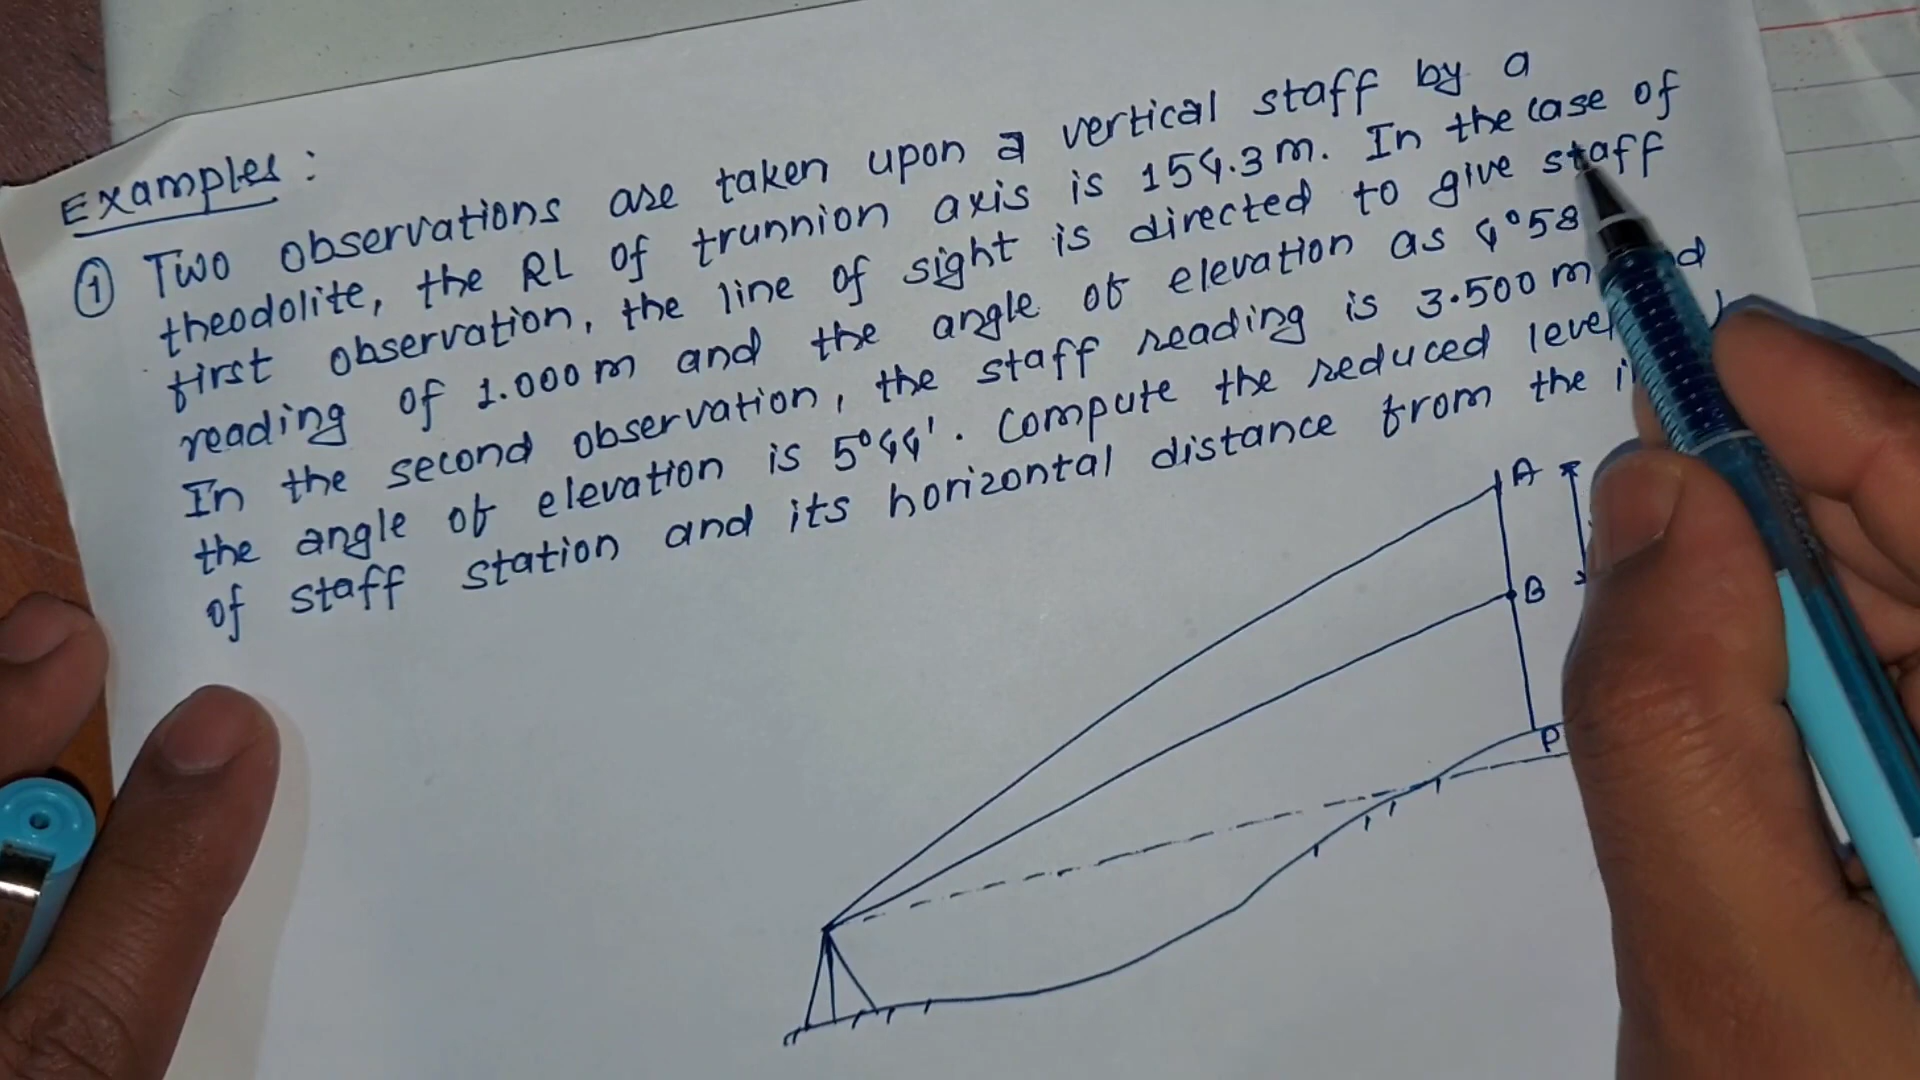 Examples :
① Two observations are taken upon a vertical staff by a
theodolite, the RL of trunnion axis is 154.3 m. In the case of
first observation, the line of sight is directed to give staff
reading of 1.000 m and the angle of elevation as 4°58
In the second observation, the staff reading is 3.500 m
the angle of elevation is 5°44'. Compute the reduced level
of staff station and its horizontal distance from the
A
B
P